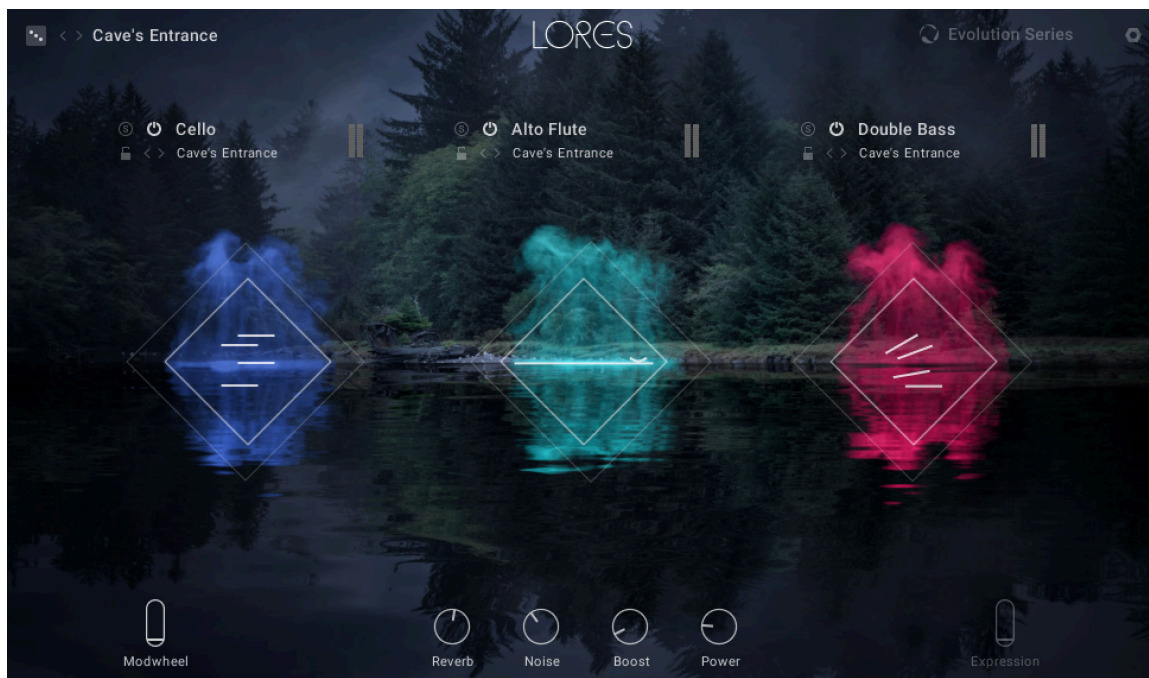 Cave's Entrance
LORES
Evolution Series
S
Cello
Cave's Entrance
S
Alto Flute
Cave's Entrance
S
Double Bass
Cave's Entrance
Modwheel
Reverb
Noise
Boost
Power
Expression